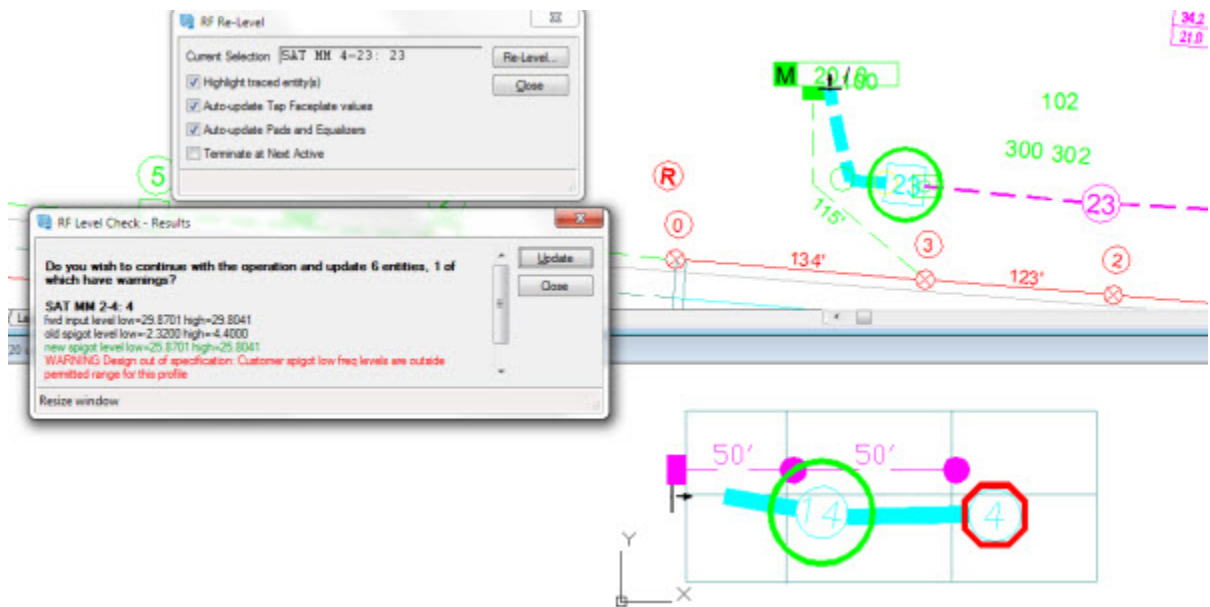 RF Re-Level
Current Selection SAT MM 4-23: 23
Re-Level...
Highlight traced entity(s)
Close
Auto-update Tap Faceplate values
Auto-update Pads and Equalizers
Terminate at Next Active
34.2
21.0
M 20/
102
300 302
5
R
23
23
115'
0
3
2
134'
123'
RF Level Check - Results
Do you wish to continue with the operation and update 6 entities, 1 of
which have warnings?
Update
Close
SAT MM 2-4: 4
fwd input level low=29.8701 high=29.8041
old spigot level low=-2.3200 high=-4.4000
new spigot level low=25.8701 high=25.8041
WARNING Design out of specification: Customer spigot low freq levels are outside
permitted range for this profile
Resize window
50'
50'
14
4
Y
X